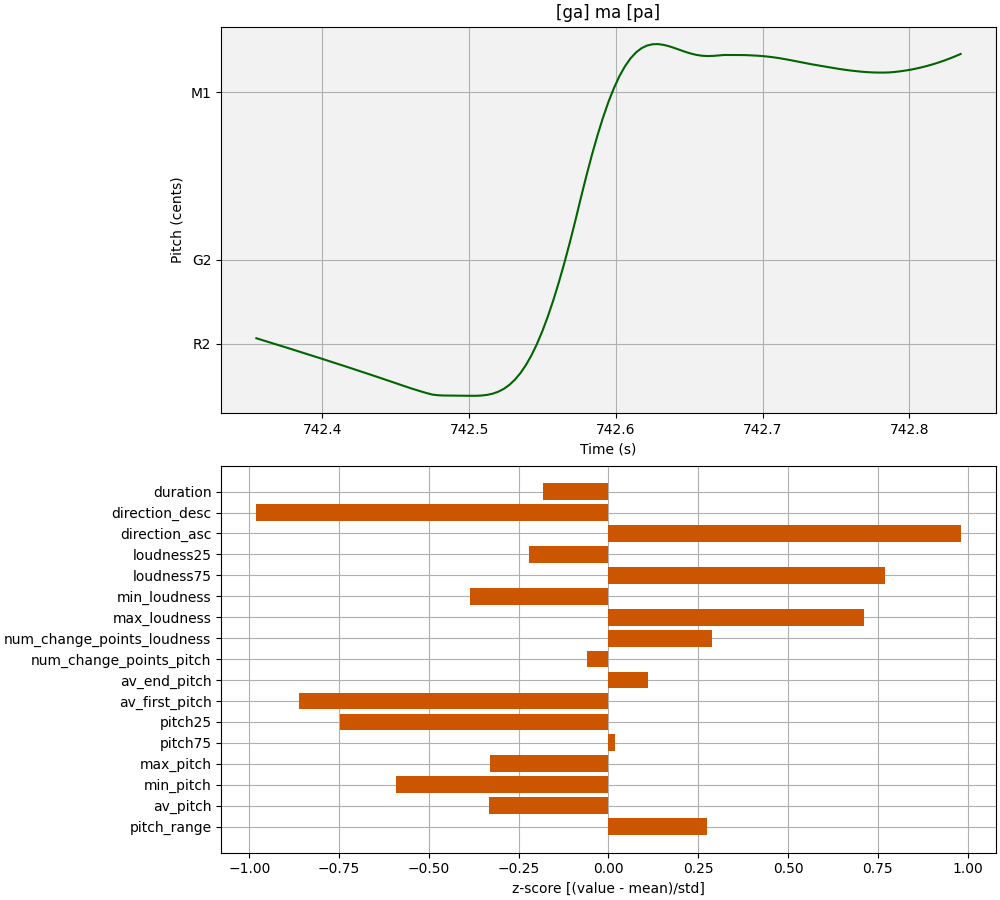 [ga] ma [pa]
Pitch (cents)
M1
G2
R2
742.4 742.5 742.6 742.7 742.8
Time (s)
duration
direction_desc
direction_asc
loudness25
loudness75
min_loudness
max_loudness
num_change_points_loudness
num_change_points_pitch
av_end_pitch
av_first_pitch
pitch25
pitch75
max_pitch
min_pitch
av_pitch
pitch_range
−1.00 −0.75 −0.50 −0.25 0.00 0.25 0.50 0.75 1.00
z-score [(value - mean)/std]